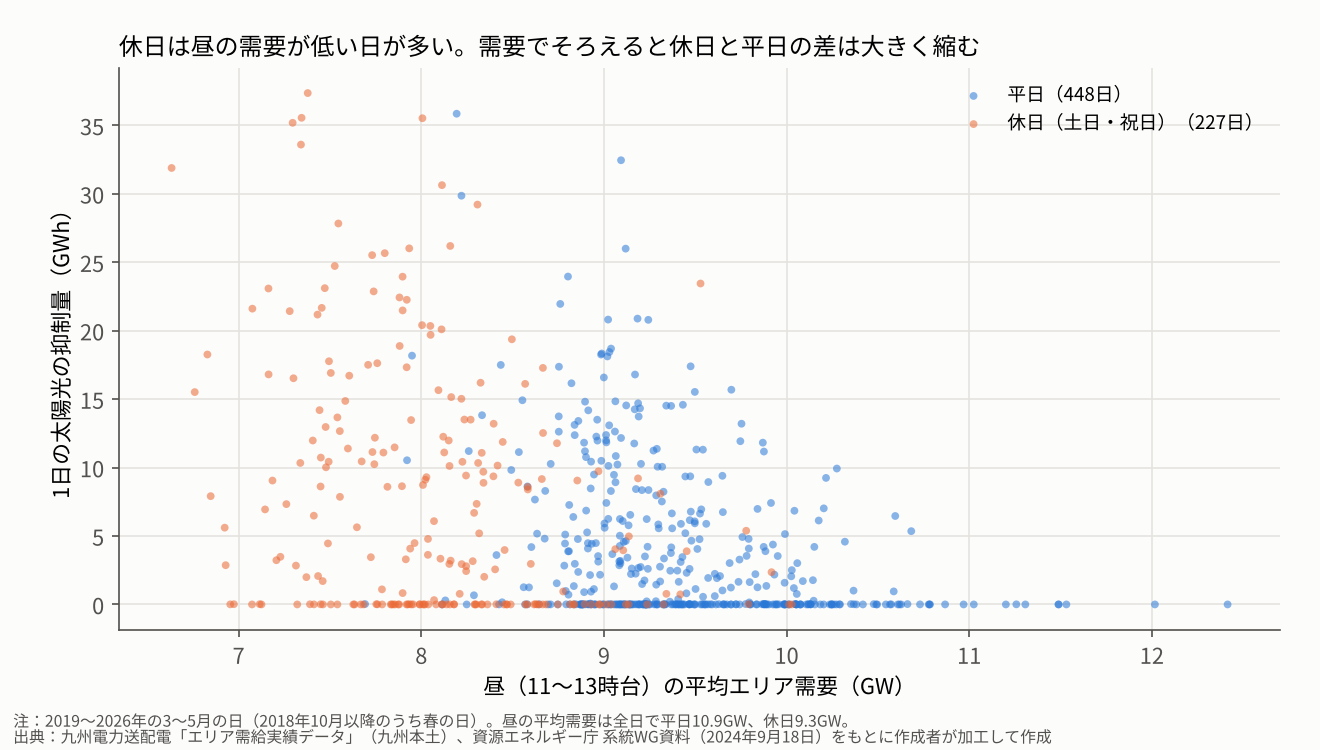 休日は昼の需要が低い日が多い。需要でそろえると休日と平日の差は大きく縮む
平日（448日）
休日（土日・祝日）（227日）
1日の太陽光の抑制量（GWh）
35
30
25
20
15
10
5
0
7
8
9
10
11
12
昼（11～13時台）の平均エリア需要（GW）
注：2019～2026年の3～5月の日（2018年10月以降のうち春の日）。昼の平均需要は全日で平日10.9GW、休日9.3GW。
出典：九州電力送配電「エリア需給実績データ」（九州本土）、資源エネルギー庁 系統WG資料（2024年9月18日）をもとに作成者が加工して作成